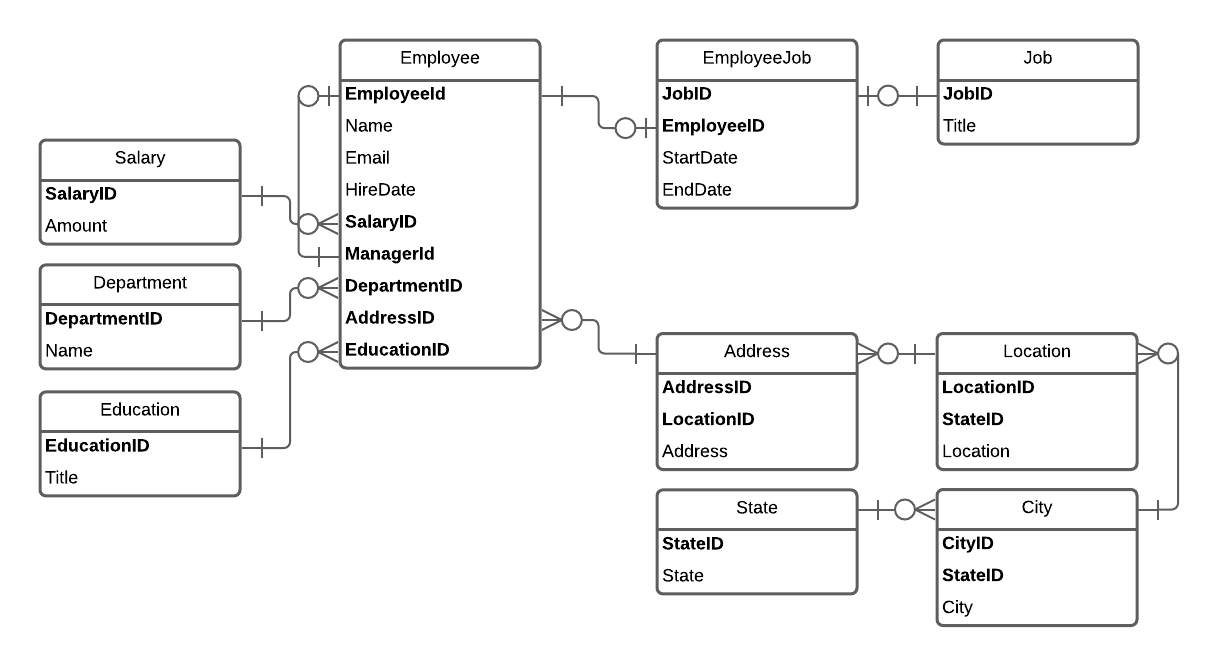 Employee
EmployeeId
Name
Email
HireDate
SalaryID
ManagerId
DepartmentID
AddressID
EducationID
EmployeeJob
JobID
EmployeeID
StartDate
EndDate
Job
JobID
Title
Salary
SalaryID
Amount
Department
DepartmentID
Name
Education
EducationID
Title
Address
AddressID
LocationID
Address
Location
LocationID
StateID
Location
State
StateID
State
City
CityID
StateID
City